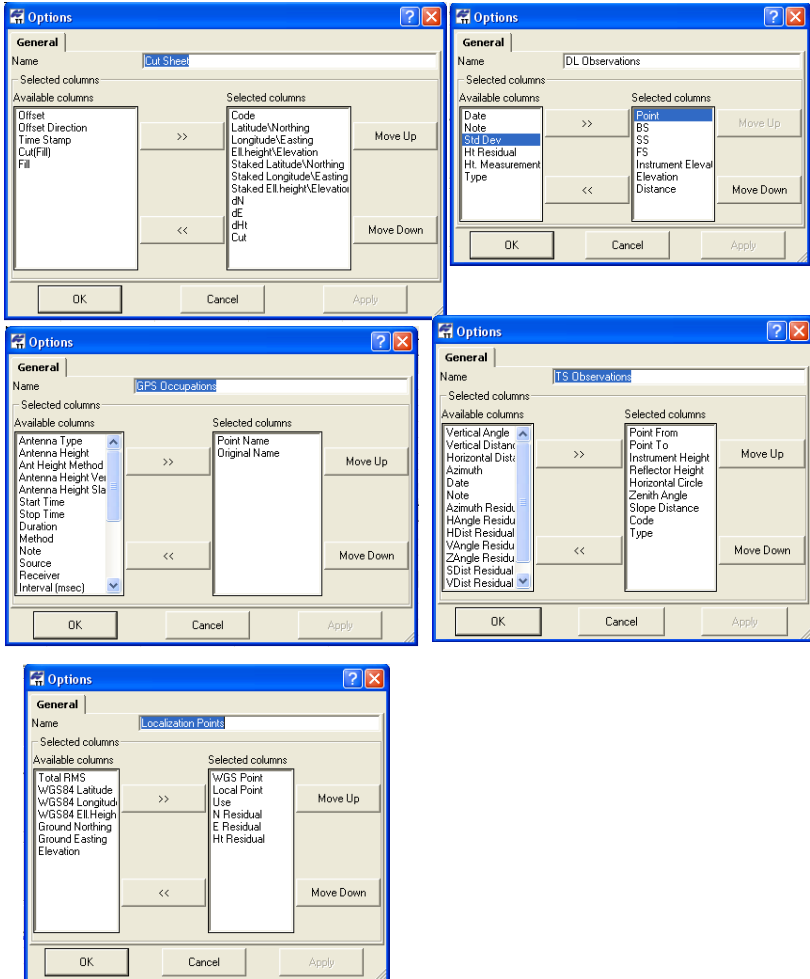 Options
General
Name
Cut Sheet
Selected columns
Available columns
Offset
Offset Direction
Time Stamp
Cut(Fill)
Fill
>>
<<
Selected columns
Code
Latitude\Northing
Longitude\Easting
Ell.height\Elevation
Staked Latitude\Northing
Staked Longitude\Easting
Staked Ell.height\Elevation
dN
dE
dHt
Cut
Move Up
Move Down
OK
Cancel
Apply
Options
General
Name
DL Observations
Selected columns
Available columns
Date
Note
Std Dev
Ht Residual
Ht. Measurement
Type
>>
<<
Selected columns
Point
BS
SS
FS
Instrument Eleva
Elevation
Distance
Move Up
Move Down
OK
Cancel
Apply
Options
General
Name
GPS Occupations
Selected columns
Available columns
Antenna Type
Antenna Height
Ant Height Method
Antenna Height Ver
Antenna Height Sla
Start Time
Stop Time
Duration
Method
Note
Source
Receiver
Interval (msec)
>>
<<
Selected columns
Point Name
Original Name
Move Up
Move Down
OK
Cancel
Apply
Options
General
Name
TS Observations
Selected columns
Available columns
Vertical Angle
Vertical Distanc
Horizontal Dista
Azimuth
Date
Note
Azimuth Residu
HAngle Residu
HDist Residual
VAngle Residu
ZAngle Residu
SDist Residual
VDist Residual
>>
<<
Selected columns
Point From
Point To
Instrument Height
Reflector Height
Horizontal Circle
Zenith Angle
Slope Distance
Code
Type
Move Up
Move Down
OK
Cancel
Apply
Options
General
Name
Localization Points
Selected columns
Available columns
Total RMS
WGS84 Latitude
WGS84 Longitud
WGS84 Ell.Heigh
Ground Northing
Ground Easting
Elevation
>>
<<
Selected columns
WGS Point
Local Point
Use
N Residual
E Residual
Ht Residual
Move Up
Move Down
OK
Cancel
Apply